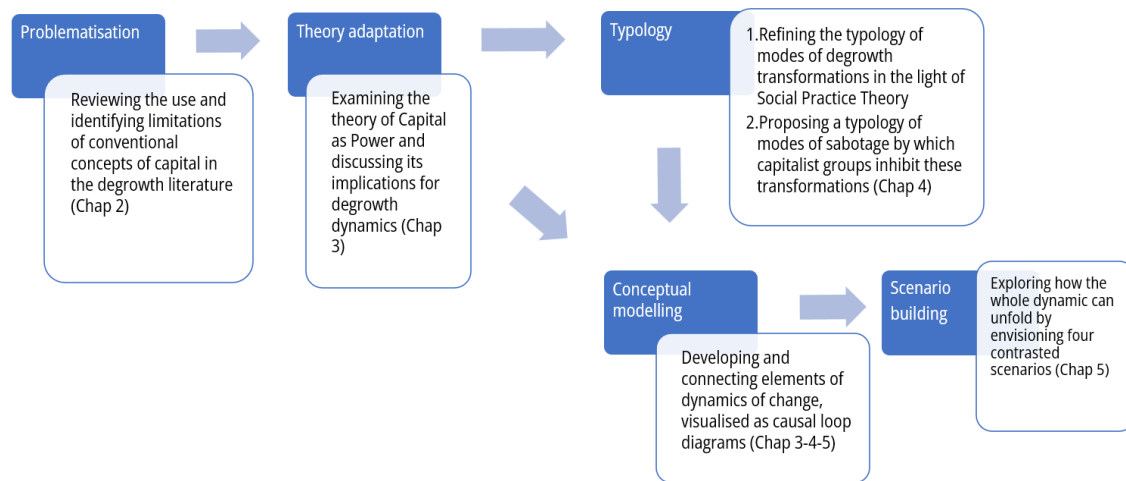 Problematisation
Reviewing the use and
identifying limitations
of conventional
concepts of capital in
the degrowth literature
(Chap 2)
Theory adaptation
Examining the
theory of Capital
as Power and
discussing its
implications for
degrowth
dynamics (Chap
3)
Typology
1.Refining the typology of
modes of degrowth
transformations in the light of
Social Practice Theory
2.Proposing a typology of
modes of sabotage by which
capitalist groups inhibit these
transformations (Chap 4)
Conceptual
modelling
Developing and
connecting elements of
dynamics of change,
visualised as causal loop
diagrams (Chap 3-4-5)
Scenario
building
Exploring how the
whole dynamic can
unfold by
envisioning four
contrasted
scenarios (Chap 5)